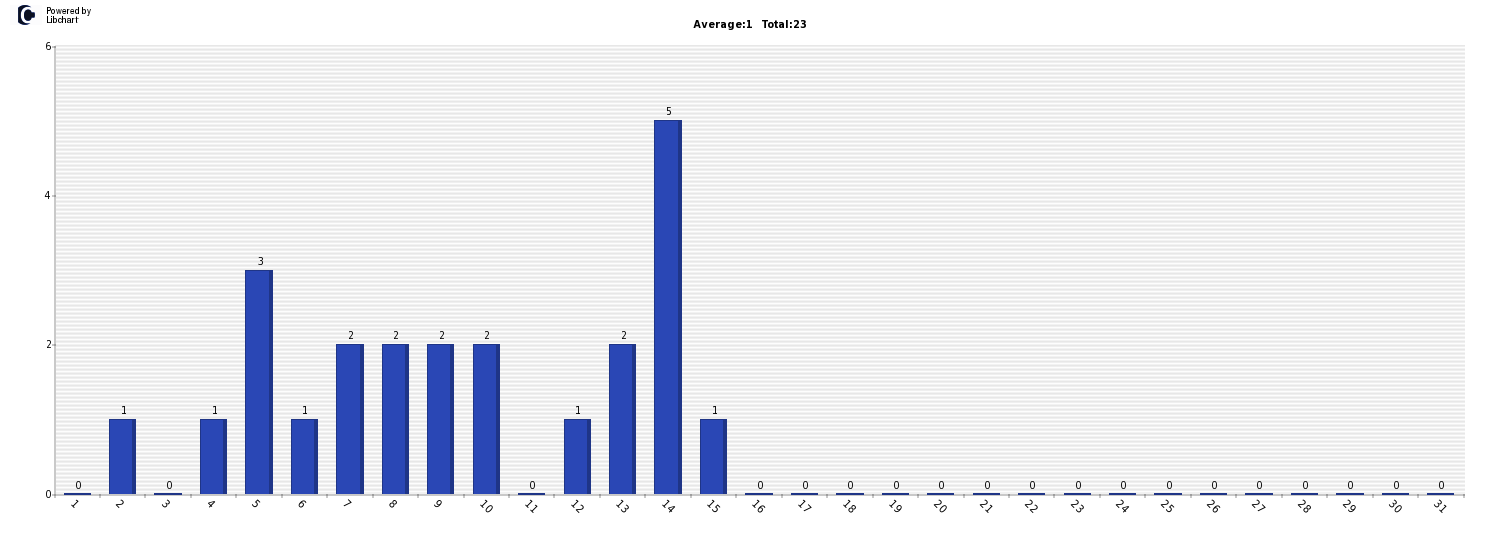 Powered by
Libchart
Average:1 Total:23
6
4
2
0
0 1 0 1 3 1 2 2 2 2 0 1 2 5 1 0 0 0 0 0 0 0 0 0 0 0 0 0 0 0 0
1 2 3 4 5 6 7 8 9 10 11 12 13 14 15 16 17 18 19 20 21 22 23 24 25 26 27 28 29 30 31